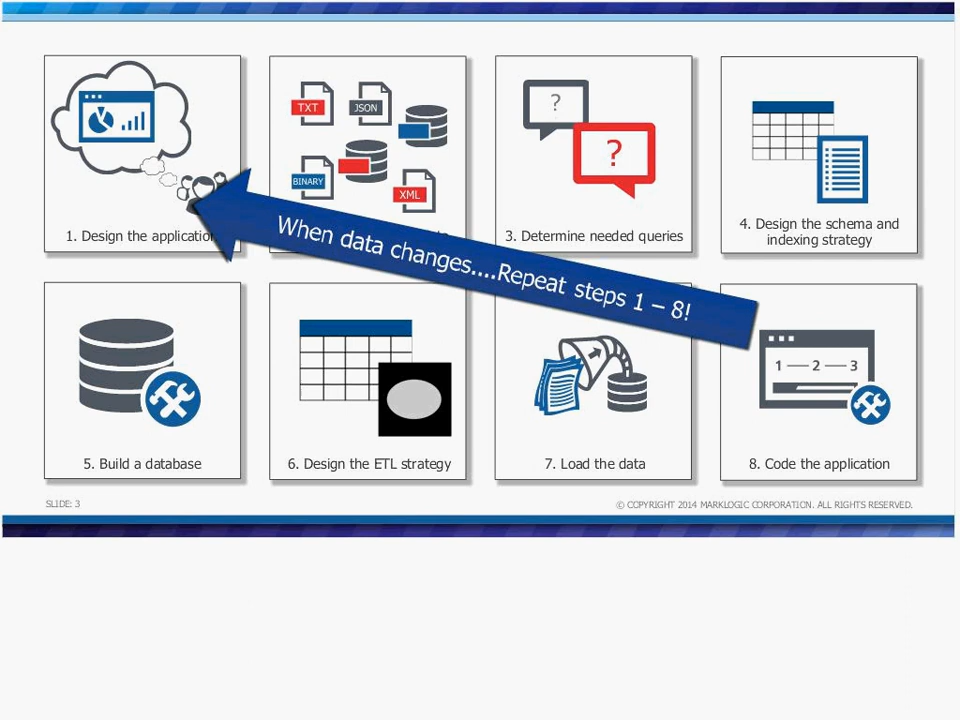 TXT
JSON
BINARY
XML
?
?
1. Design the application
3. Determine needed queries
4. Design the schema and
indexing strategy
When data changes....Repeat steps 1 – 8!
1 — 2 — 3
5. Build a database
6. Design the ETL strategy
7. Load the data
8. Code the application
SLIDE: 3
© COPYRIGHT 2014 MARKLOGIC CORPORATION. ALL RIGHTS RESERVED.